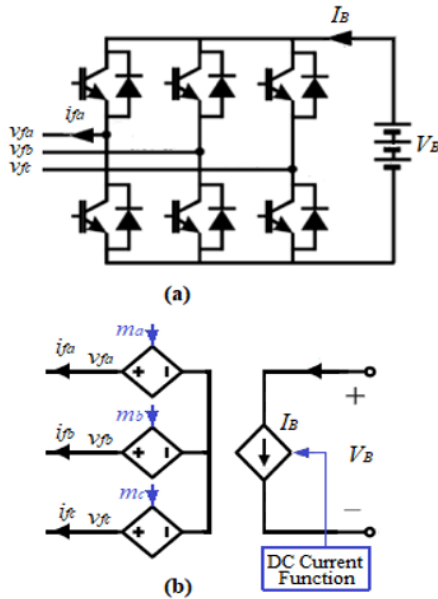 I_B
i_fa
v_fa
v_fb
v_fc
V_B
(a)
m_a
i_fa v_fa
+ −
m_b
i_fb v_fb
+ −
m_c
i_fc v_fc
+ −
I_B
+
V_B
−
DC Current
Function
(b)